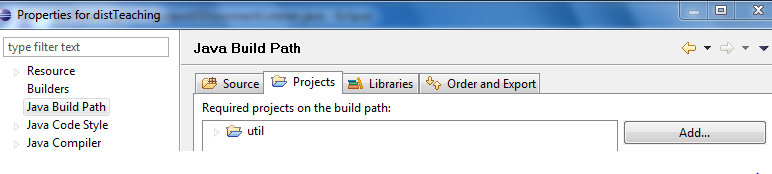 Properties for distTeaching
type filter text
Resource
Builders
Java Build Path
Java Code Style
Java Compiler
Java Build Path
Source
Projects
Libraries
Order and Export
Required projects on the build path:
util
Add...